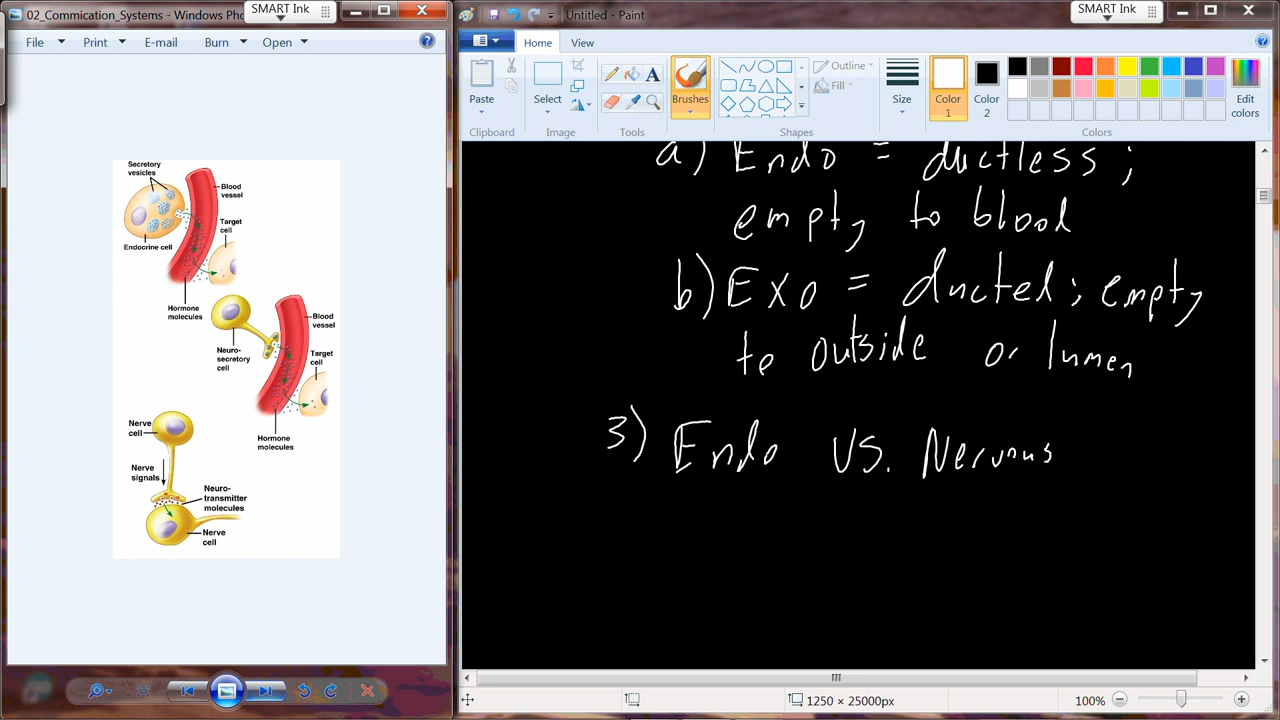 02_Commication_Systems - Windows Pho
SMART Ink
File
Print
E-mail
Burn
Open
Secretory
vesicles
Blood
vessel
Target
cell
Endocrine cell
Hormone
molecules
Blood
vessel
Neuro-
secretory
cell
Target
cell
Hormone
molecules
Nerve
cell
Nerve
signals
Neuro-
transmitter
molecules
Nerve
cell
Untitled - Paint
SMART Ink
Home
View
Paste
Select
Brushes
Outline
Fill
Size
Color
1
Color
2
Edit
colors
Clipboard
Image
Tools
Shapes
Colors
a) Endo = ductless;
empty to blood
b) Exo = ducted; empty
to outside or lumen
3) Endo vs. Nervous
1250 × 25000px
100%